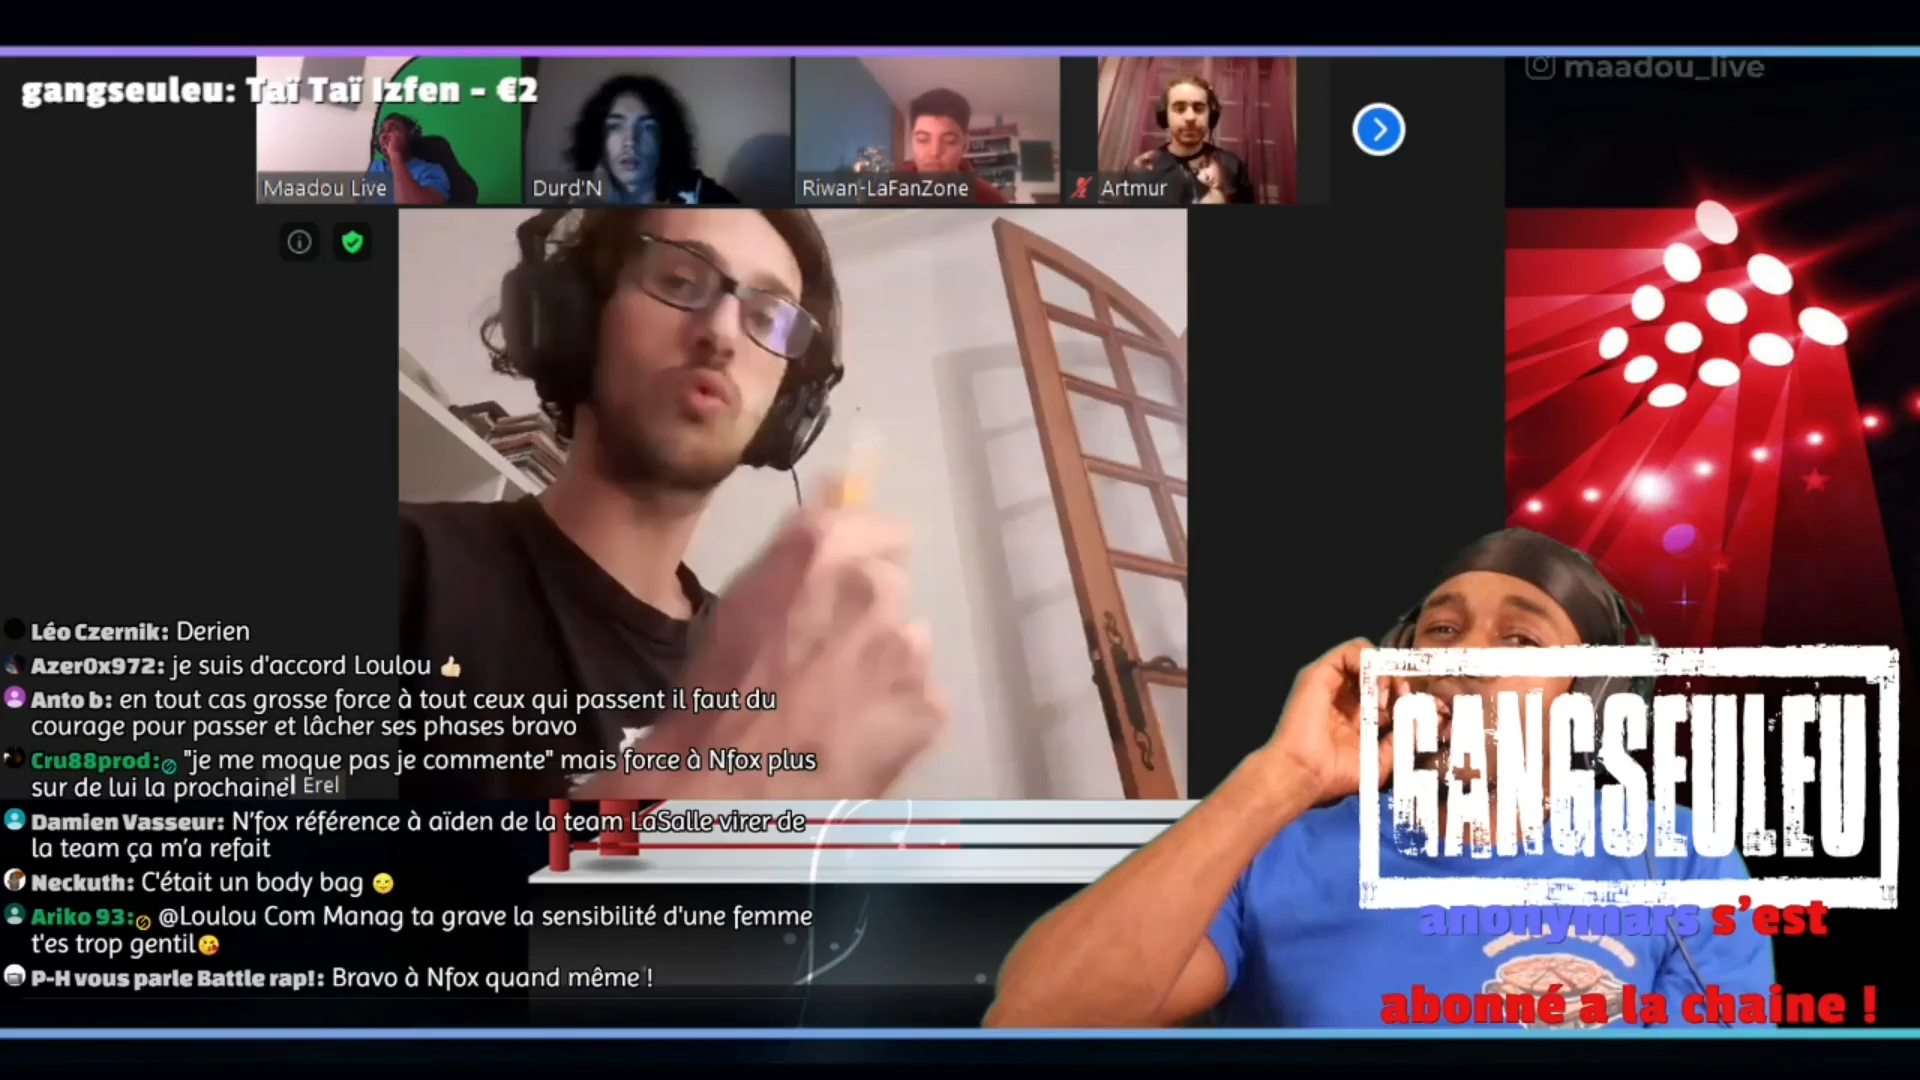 maadou_live
gangseuleu: Taï Taï Izfen - €2
Maadou Live
Durd'N
Riwan-LaFanZone
Artmur
Léo Czernik: Derien
Azer0x972: je suis d'accord Loulou 👍🏻
Anto b: en tout cas grosse force à tout ceux qui passent il faut du
courage pour passer et lâcher ses phases bravo
Cru88prod: "je me moque pas je commente" mais force à Nfox plus
sur de lui la prochaine
Erel
Damien Vasseur: N'fox référence à aïden de la team LaSalle virer de
la team ça m'a refait
Neckuth: C'était un body bag 😏
Ariko 93: @Loulou Com Manag ta grave la sensibilité d'une femme
t'es trop gentil😘
P-H vous parle Battle rap!: Bravo à Nfox quand même !
GANGSEULEU
anonymars s'est
abonné a la chaine !